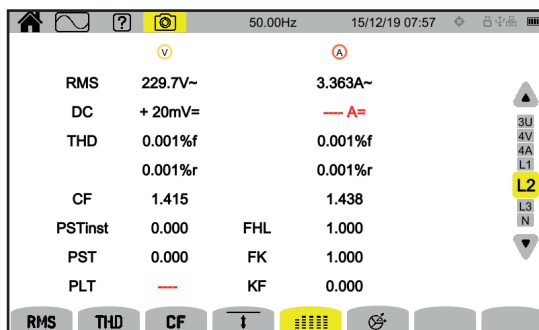 ? 50.00Hz 15/12/19 07:57
V A
RMS 229.7V~ 3.363A~
DC + 20mV= ---- A=
THD 0.001%f 0.001%f
0.001%r 0.001%r
CF 1.415 1.438
PSTinst 0.000 FHL 1.000
PST 0.000 FK 1.000
PLT ---- KF 0.000
3U
4V
4A
L1
L2
L3
N
RMS THD CF